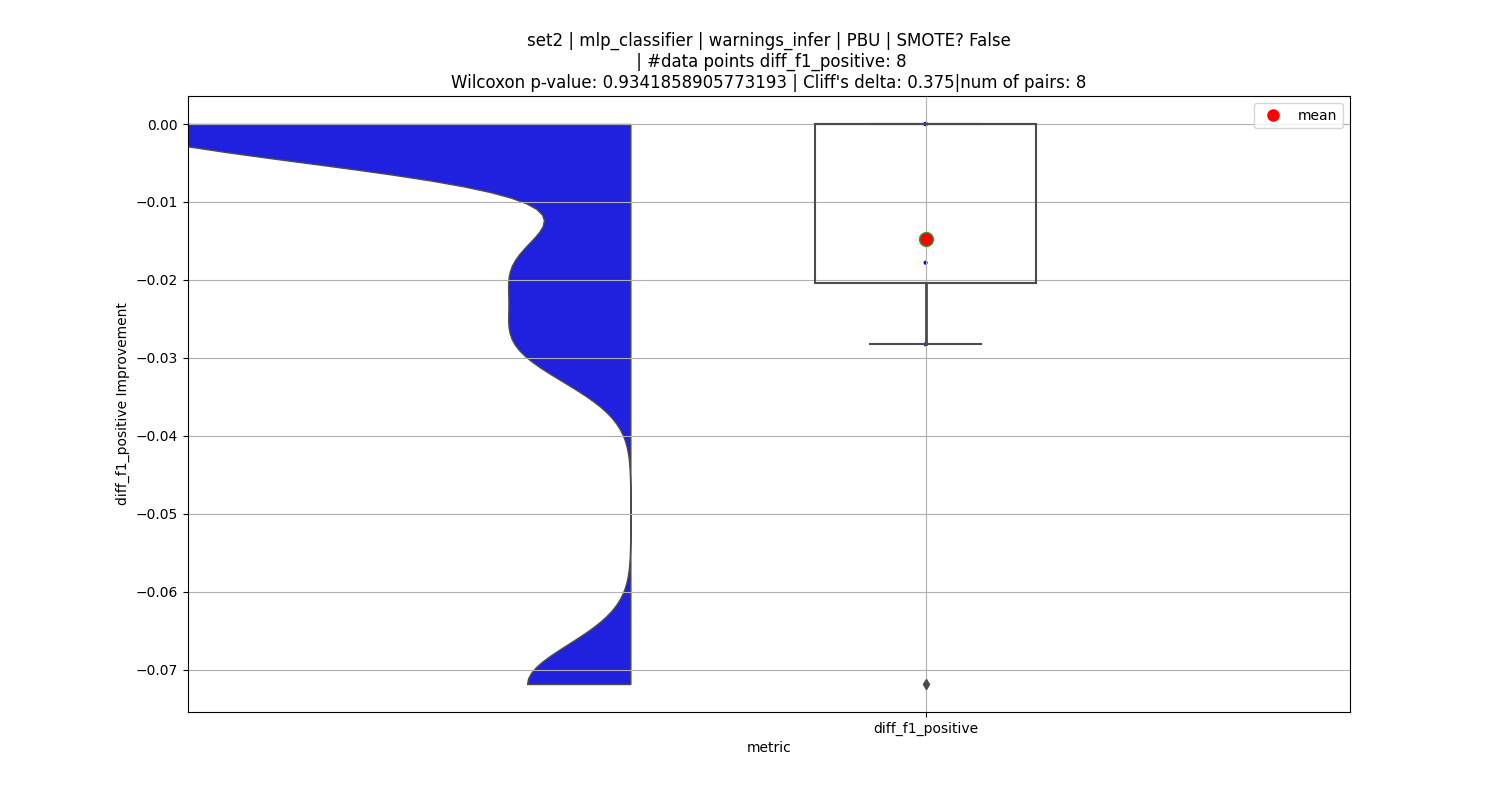 set2 | mlp_classifier | warnings_infer | PBU | SMOTE? False
| #data points diff_f1_positive: 8
Wilcoxon p-value: 0.9341858905773193 | Cliff's delta: 0.375|num of pairs: 8
mean
0.00
−0.01
−0.02
−0.03
−0.04
−0.05
−0.06
−0.07
diff_f1_positive Improvement
diff_f1_positive
metric